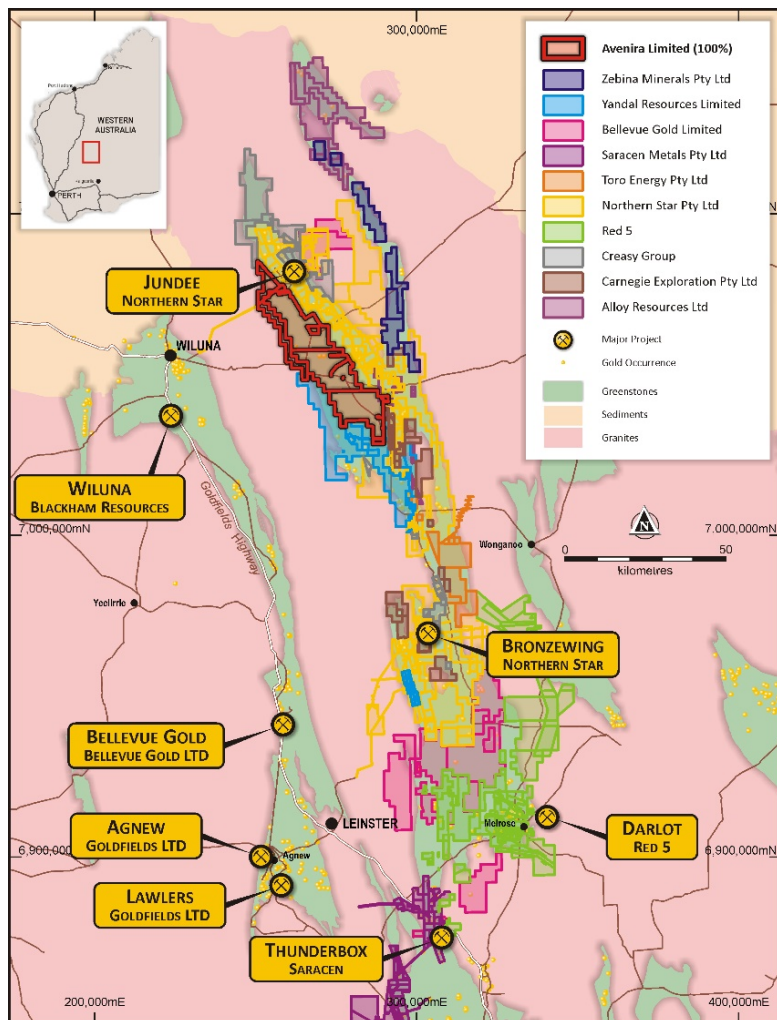 300,000mE
WESTERN
AUSTRALIA
PERTH
Avenira Limited (100%)
Zebina Minerals Pty Ltd
Yandal Resources Limited
Bellevue Gold Limited
Saracen Metals Pty Ltd
Toro Energy Pty Ltd
Northern Star Pty Ltd
Red 5
Creasy Group
Carnegie Exploration Pty Ltd
Alloy Resources Ltd
Major Project
Gold Occurrence
Greenstones
Sediments
Granites
JUNDEE
NORTHERN STAR
WILUNA
WILUNA
BLACKHAM RESOURCES
Goldfields Highway
7,000,000mN
7,000,000mN
N
Wonganoo
0
50
kilometres
Yeelirrie
BRONZEWING
NORTHERN STAR
BELLEVUE GOLD
BELLEVUE GOLD LTD
LEINSTER
Melrose
DARLOT
RED 5
AGNEW
GOLDFIELDS LTD
Agnew
6,900,000mN
6,900,000mN
LAWLERS
GOLDFIELDS LTD
THUNDERBOX
SARACEN
200,000mE
300,000mE
400,000mE